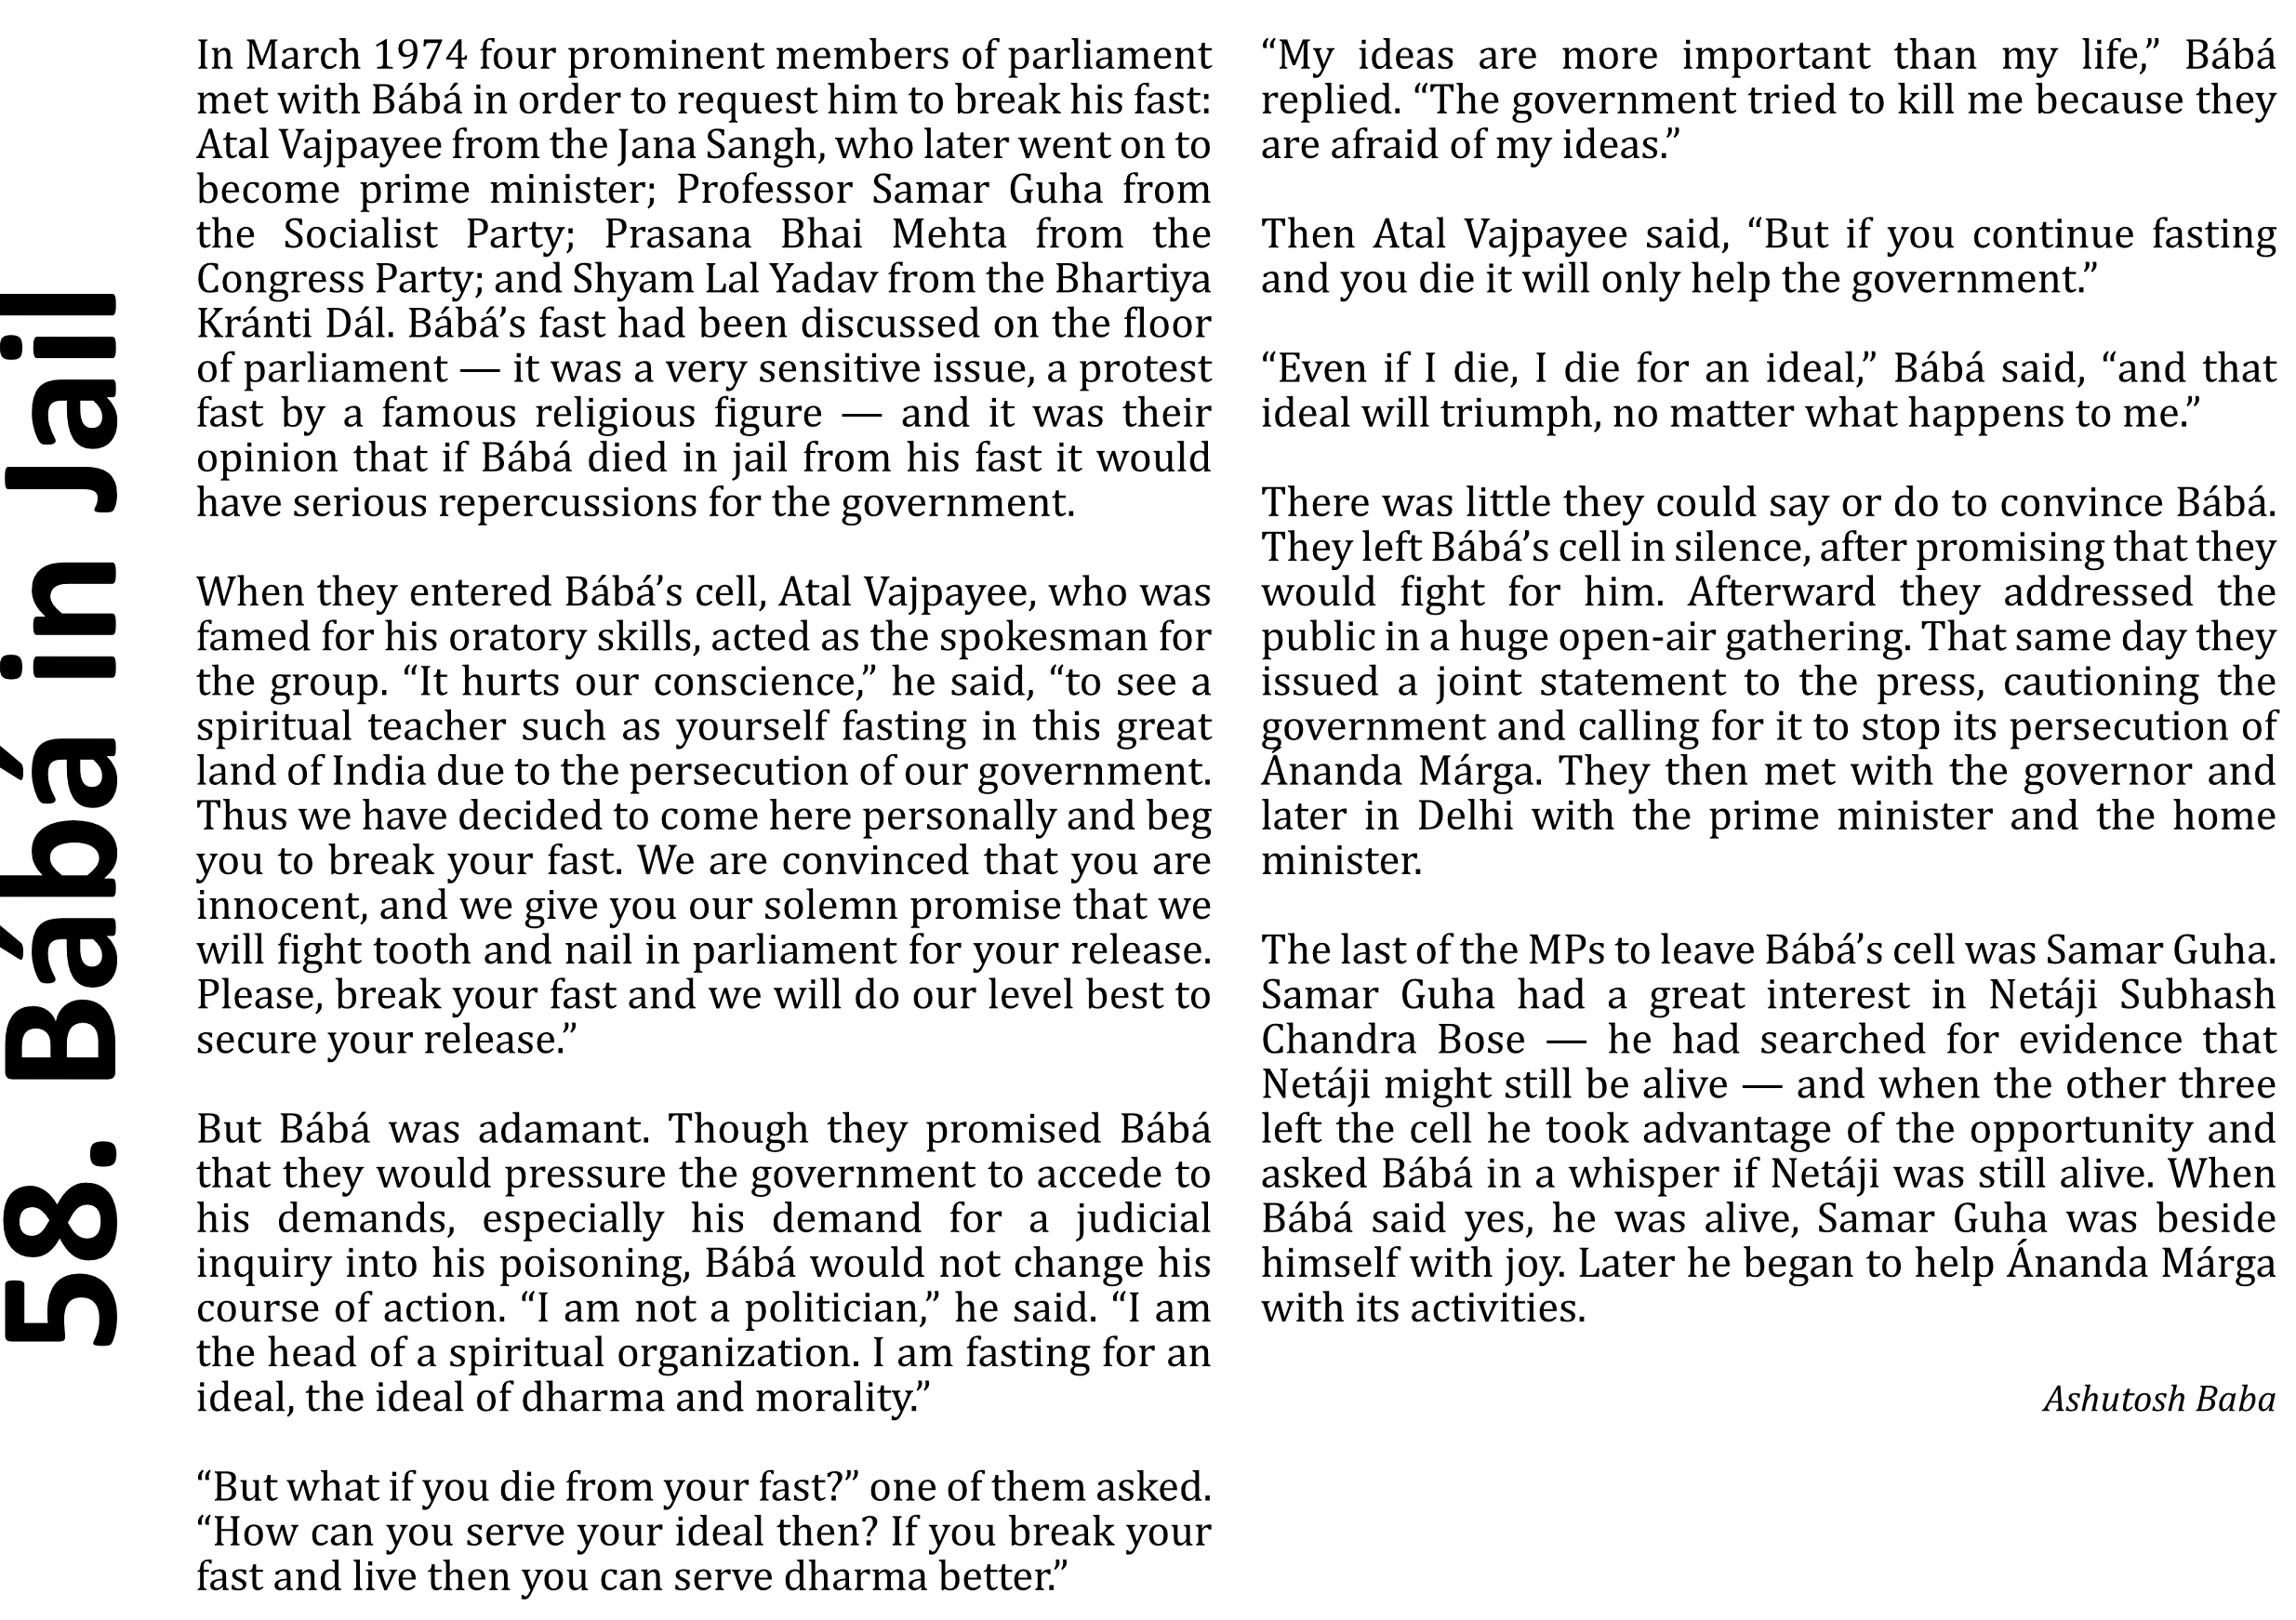 58. Bábá in Jail
In March 1974 four prominent members of parliament
met with Bábá in order to request him to break his fast:
Atal Vajpayee from the Jana Sangh, who later went on to
become prime minister; Professor Samar Guha from
the Socialist Party; Prasana Bhai Mehta from the
Congress Party; and Shyam Lal Yadav from the Bhartiya
Kránti Dál. Bábá’s fast had been discussed on the floor
of parliament — it was a very sensitive issue, a protest
fast by a famous religious figure — and it was their
opinion that if Bábá died in jail from his fast it would
have serious repercussions for the government.
When they entered Bábá’s cell, Atal Vajpayee, who was
famed for his oratory skills, acted as the spokesman for
the group. “It hurts our conscience,” he said, “to see a
spiritual teacher such as yourself fasting in this great
land of India due to the persecution of our government.
Thus we have decided to come here personally and beg
you to break your fast. We are convinced that you are
innocent, and we give you our solemn promise that we
will fight tooth and nail in parliament for your release.
Please, break your fast and we will do our level best to
secure your release.”
But Bábá was adamant. Though they promised Bábá
that they would pressure the government to accede to
his demands, especially his demand for a judicial
inquiry into his poisoning, Bábá would not change his
course of action. “I am not a politician,” he said. “I am
the head of a spiritual organization. I am fasting for an
ideal, the ideal of dharma and morality.”
“But what if you die from your fast?” one of them asked.
“How can you serve your ideal then? If you break your
fast and live then you can serve dharma better.”
“My ideas are more important than my life,” Bábá
replied. “The government tried to kill me because they
are afraid of my ideas.”
Then Atal Vajpayee said, “But if you continue fasting
and you die it will only help the government.”
“Even if I die, I die for an ideal,” Bábá said, “and that
ideal will triumph, no matter what happens to me.”
There was little they could say or do to convince Bábá.
They left Bábá’s cell in silence, after promising that they
would fight for him. Afterward they addressed the
public in a huge open-air gathering. That same day they
issued a joint statement to the press, cautioning the
government and calling for it to stop its persecution of
Ánanda Márga. They then met with the governor and
later in Delhi with the prime minister and the home
minister.
The last of the MPs to leave Bábá’s cell was Samar Guha.
Samar Guha had a great interest in Netáji Subhash
Chandra Bose — he had searched for evidence that
Netáji might still be alive — and when the other three
left the cell he took advantage of the opportunity and
asked Bábá in a whisper if Netáji was still alive. When
Bábá said yes, he was alive, Samar Guha was beside
himself with joy. Later he began to help Ánanda Márga
with its activities.
Ashutosh Baba